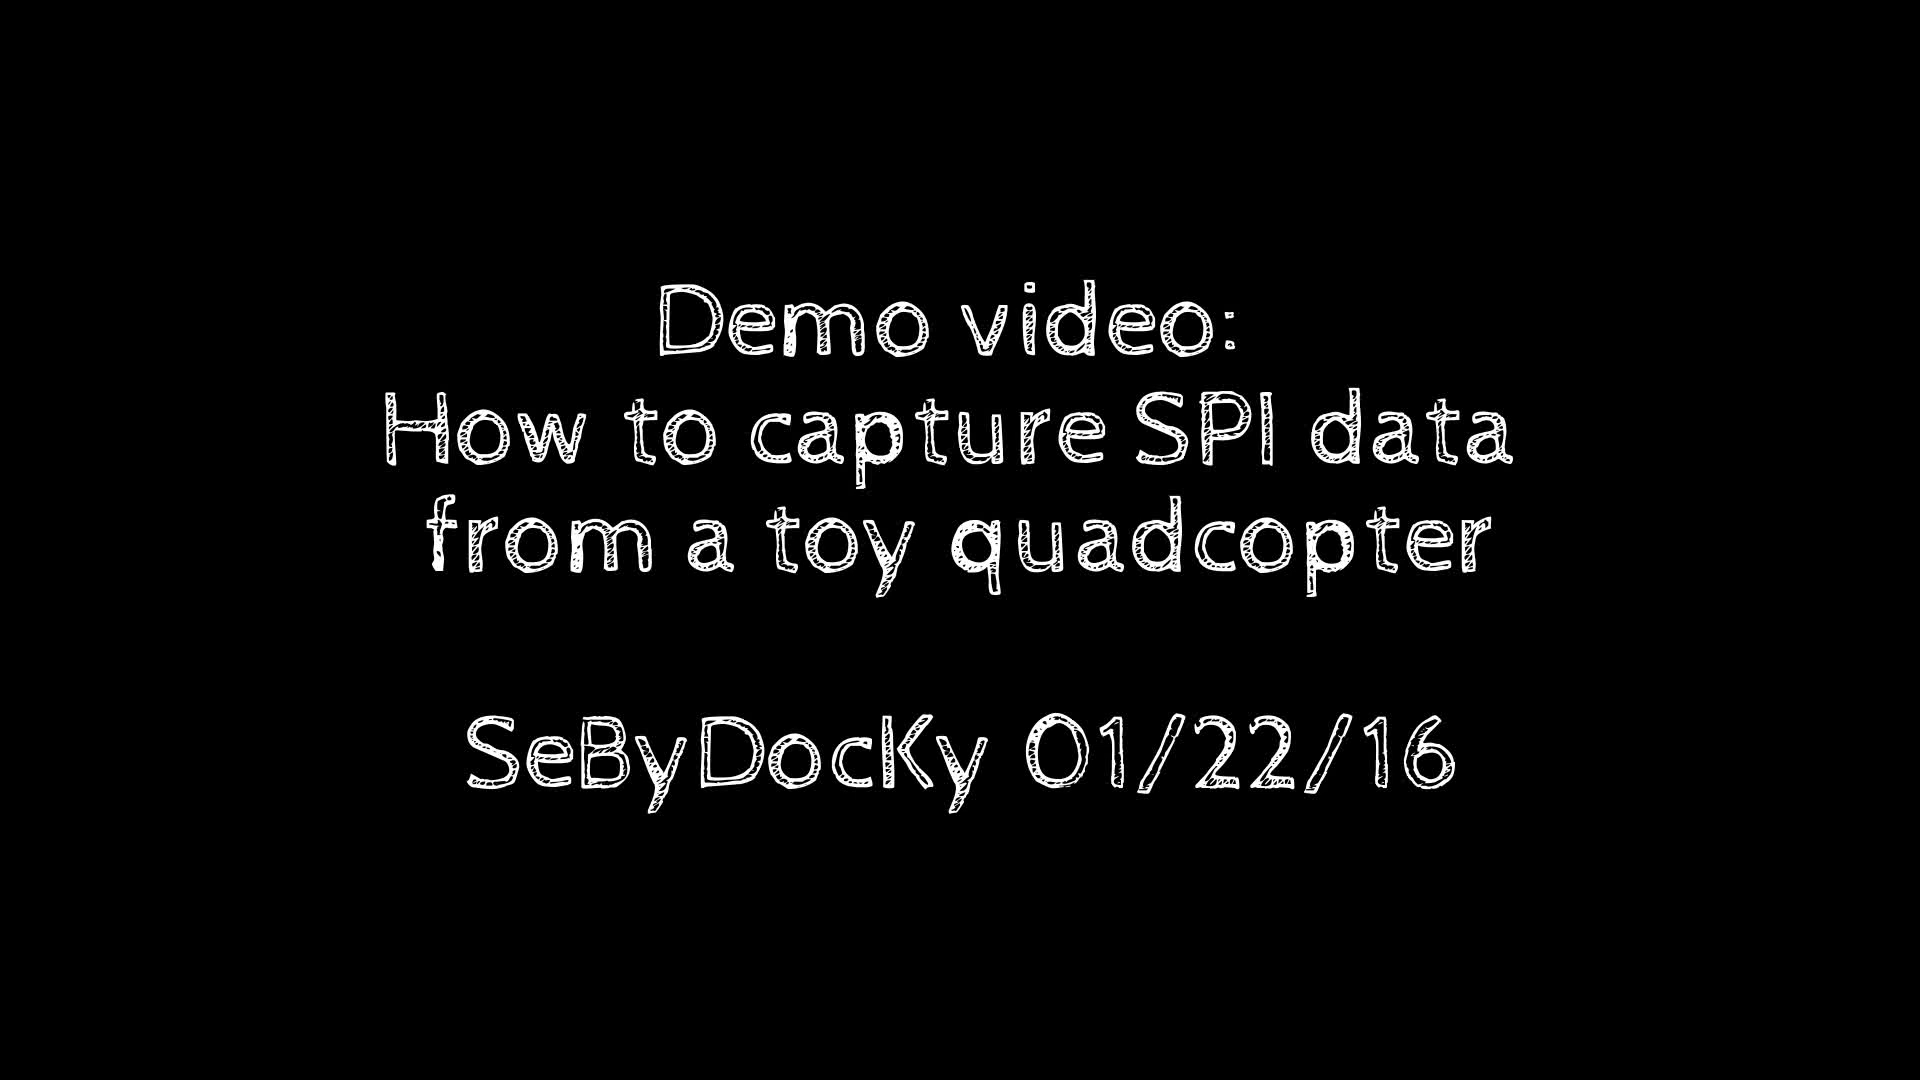 Demo video:
How to capture SPI data
from a toy quadcopter
SeByDocKy 01/22/16